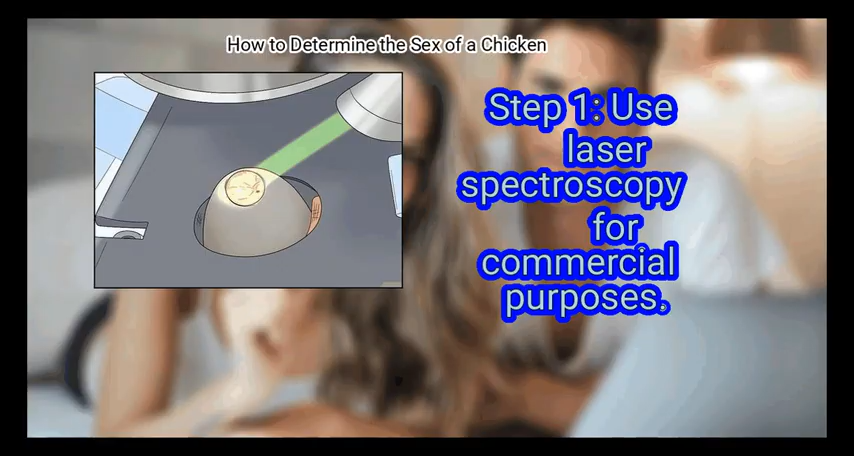 How to Determine the Sex of a Chicken
Step 1: Use
laser
spectroscopy
for
commercial
purposes.